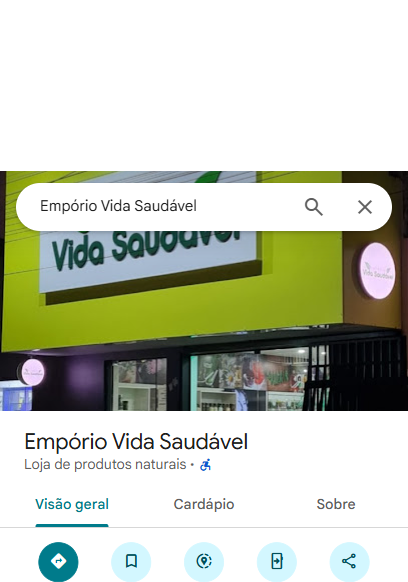 Empório Vida Saudável
Vida Saudável
Vida Saudável
Empório Vida Saudável
Loja de produtos naturais ·
Visão geral
Cardápio
Sobre